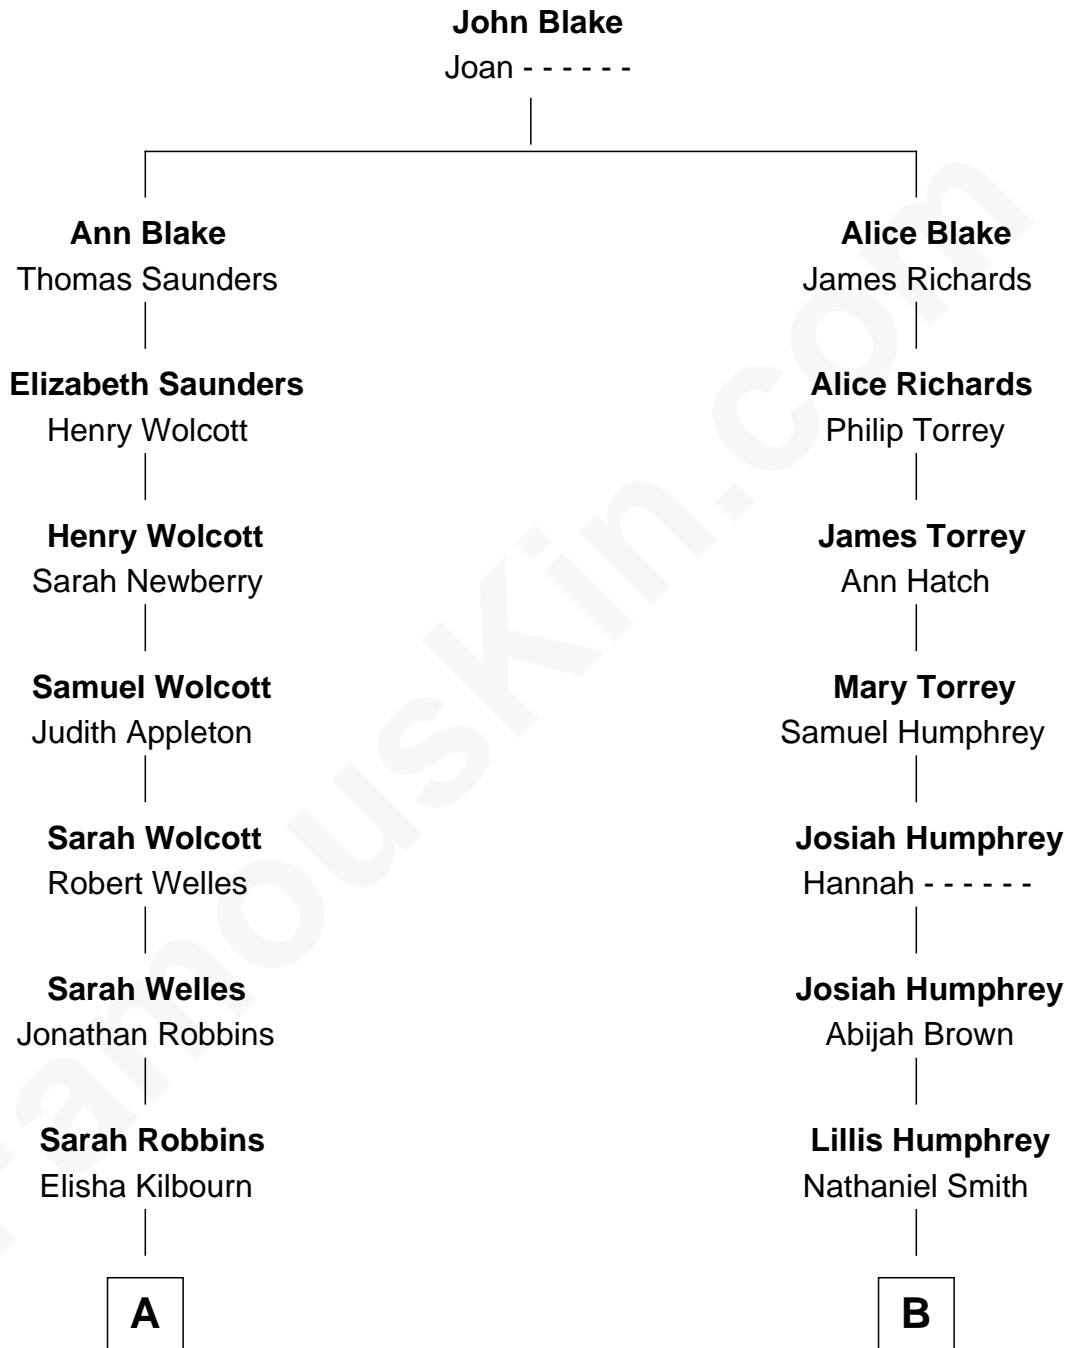 John Blake
Joan - - - - - -
Ann Blake
Thomas Saunders
Alice Blake
James Richards
Elizabeth Saunders
Henry Wolcott
Alice Richards
Philip Torrey
Henry Wolcott
Sarah Newberry
James Torrey
Ann Hatch
Samuel Wolcott
Judith Appleton
Mary Torrey
Samuel Humphrey
Sarah Wolcott
Robert Welles
Josiah Humphrey
Hannah - - - - - -
Sarah Welles
Jonathan Robbins
Josiah Humphrey
Abijah Brown
Sarah Robbins
Elisha Kilbourn
Lillis Humphrey
Nathaniel Smith
A
B
FamousKin.com